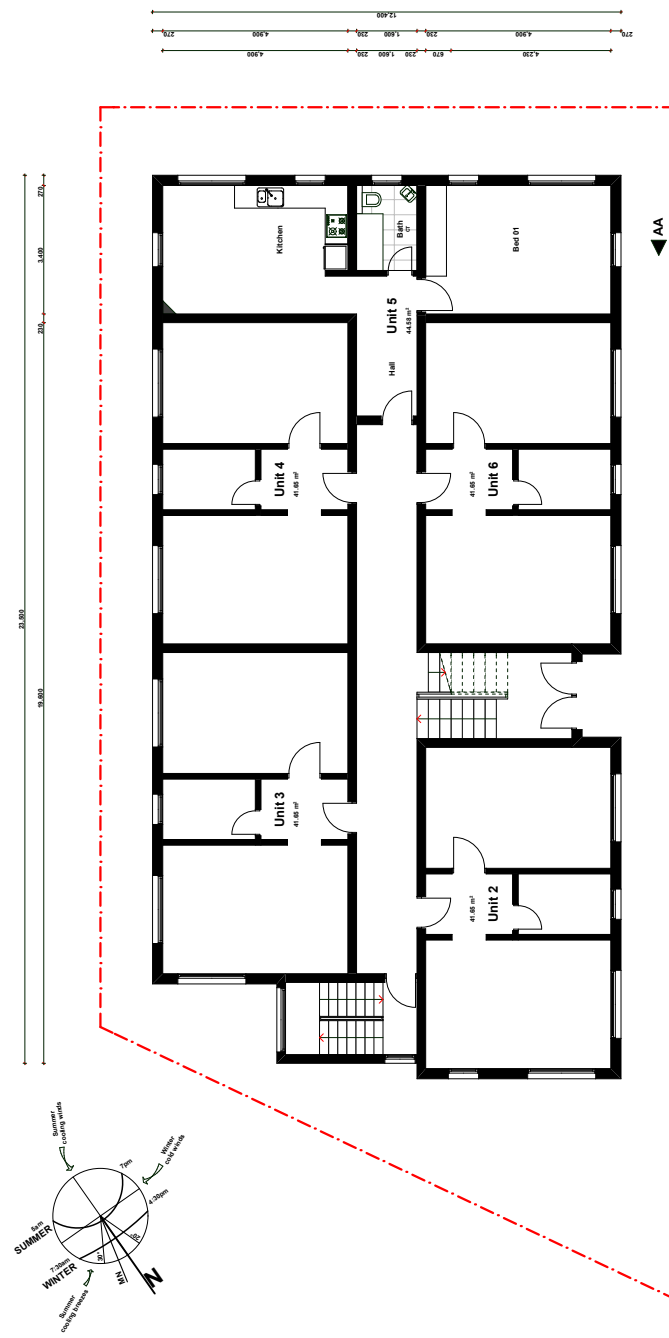 12,400
270
4,900
230
1,600
230
4,900
270
4,900
230
1,600
230
670
4,230
AA
270
3,400
230
19,600
23,500
Kitchen
Bath
CT
Bed 01
Unit 5
44.58 m²
Hall
Unit 4
41.65 m²
Unit 6
41.65 m²
Unit 3
41.65 m²
Unit 2
41.65 m²
Summer
cooling winds
Winter
cold winds
7pm
4:30pm
5am
SUMMER
7:30am
WINTER
30°
20°
MN
N
Summer
cooling breezes